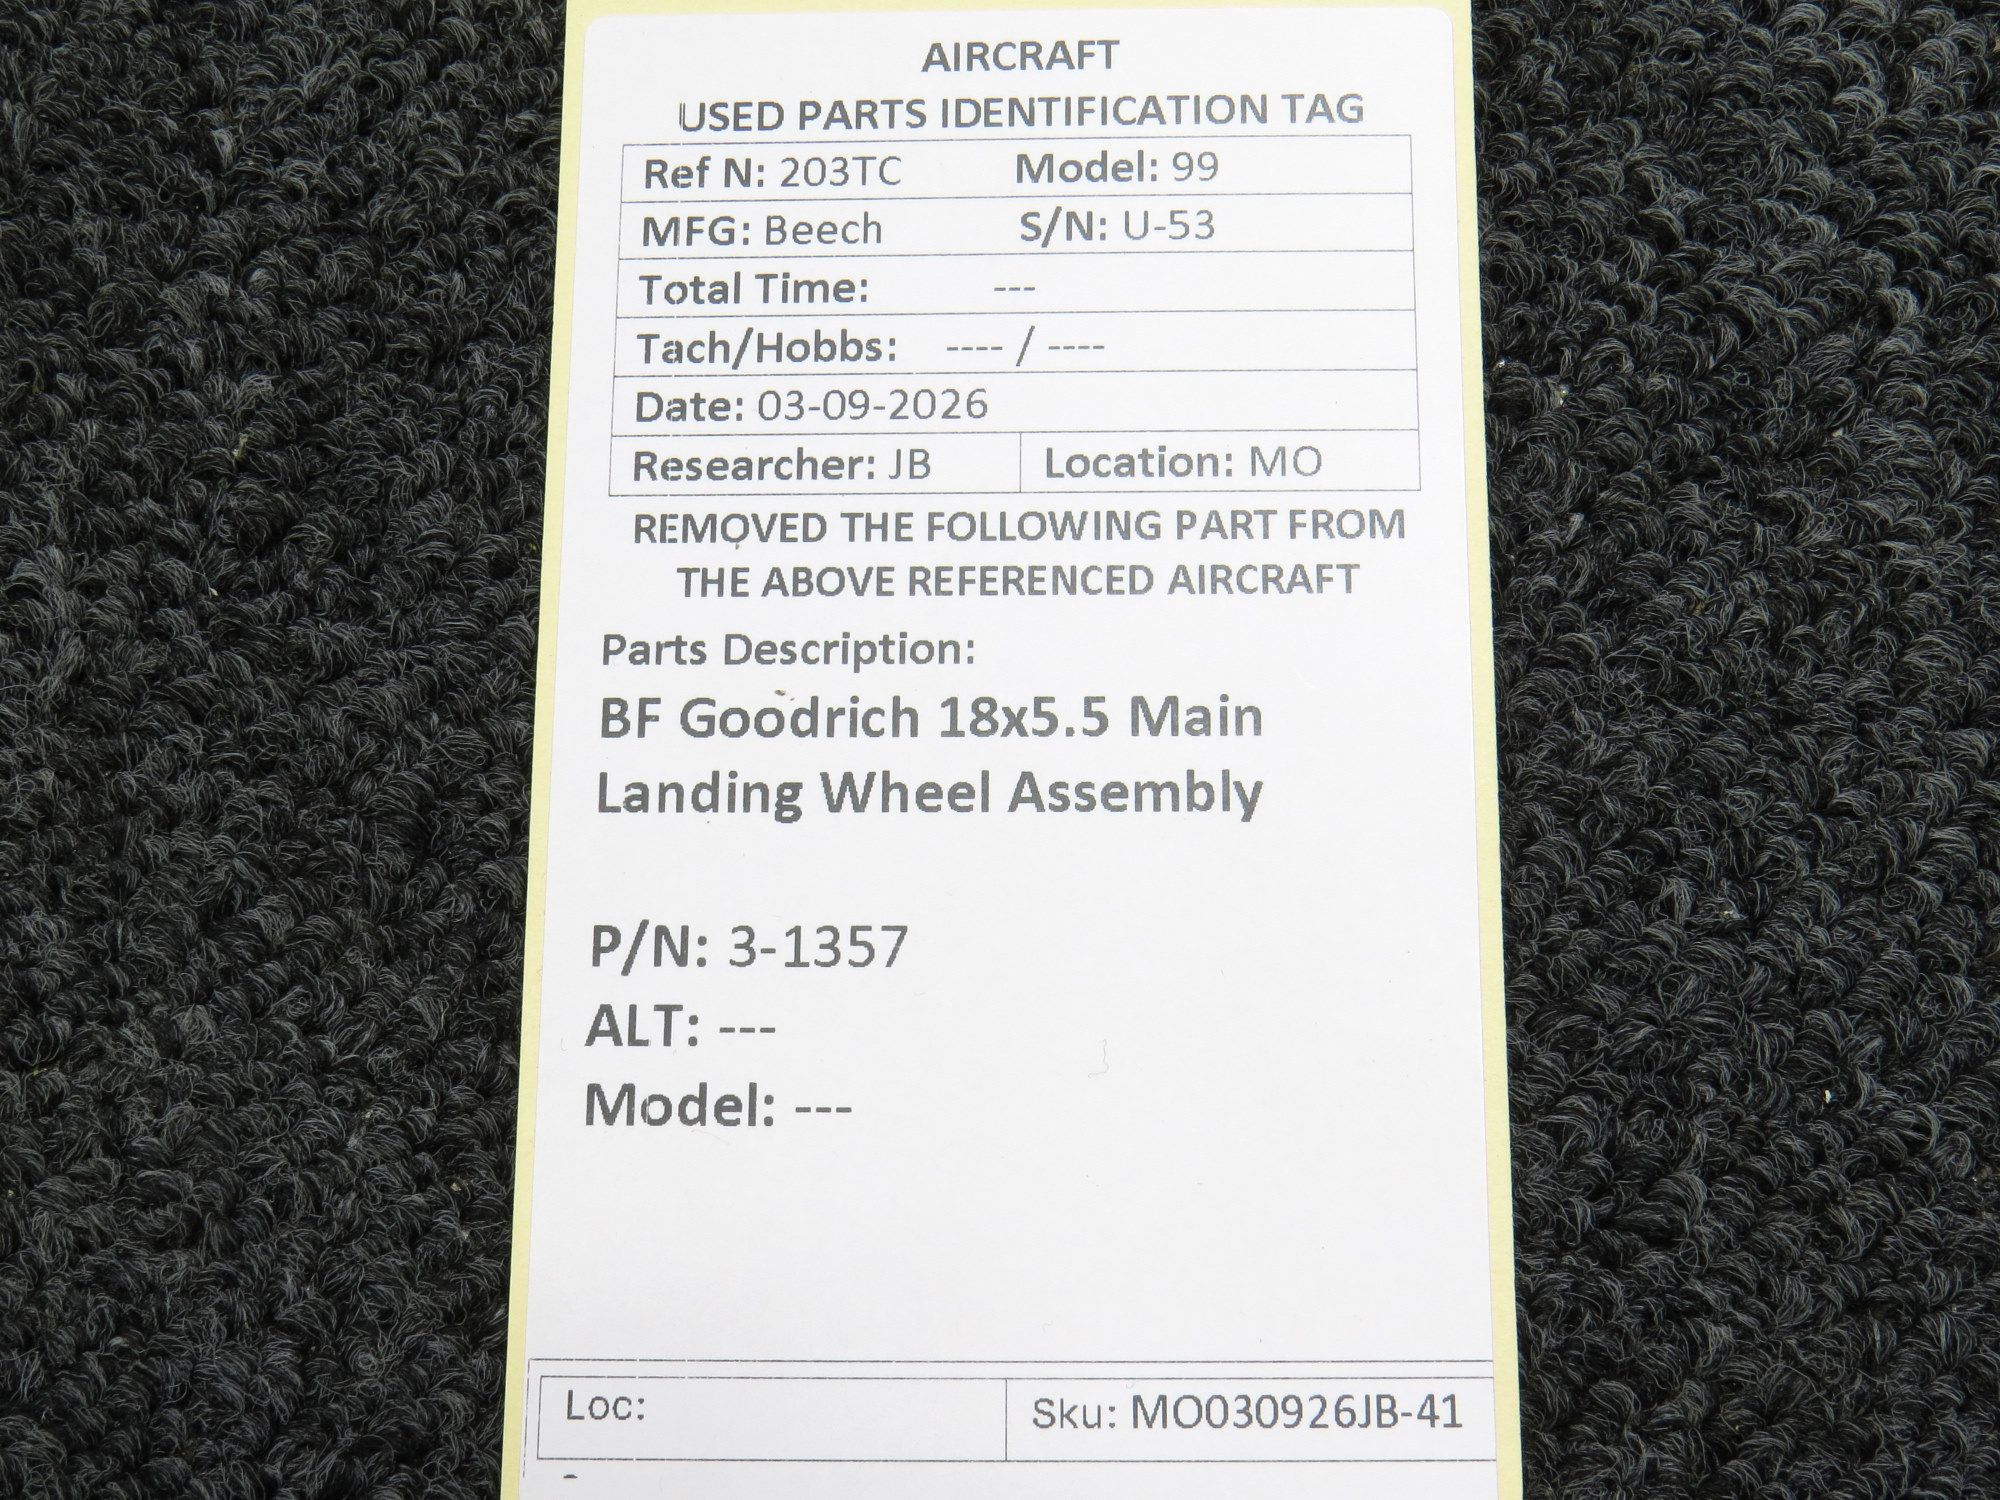 AIRCRAFT
USED PARTS IDENTIFICATION TAG
Ref N: 203TC Model: 99
MFG: Beech S/N: U-53
Total Time: ---
Tach/Hobbs: ---- / ----
Date: 03-09-2026
Researcher: JB Location: MO
REMOVED THE FOLLOWING PART FROM
THE ABOVE REFERENCED AIRCRAFT
Parts Description:
BF Goodrich 18x5.5 Main
Landing Wheel Assembly
P/N: 3-1357
ALT: ---
Model: ---
Loc: Sku: MO030926JB-41